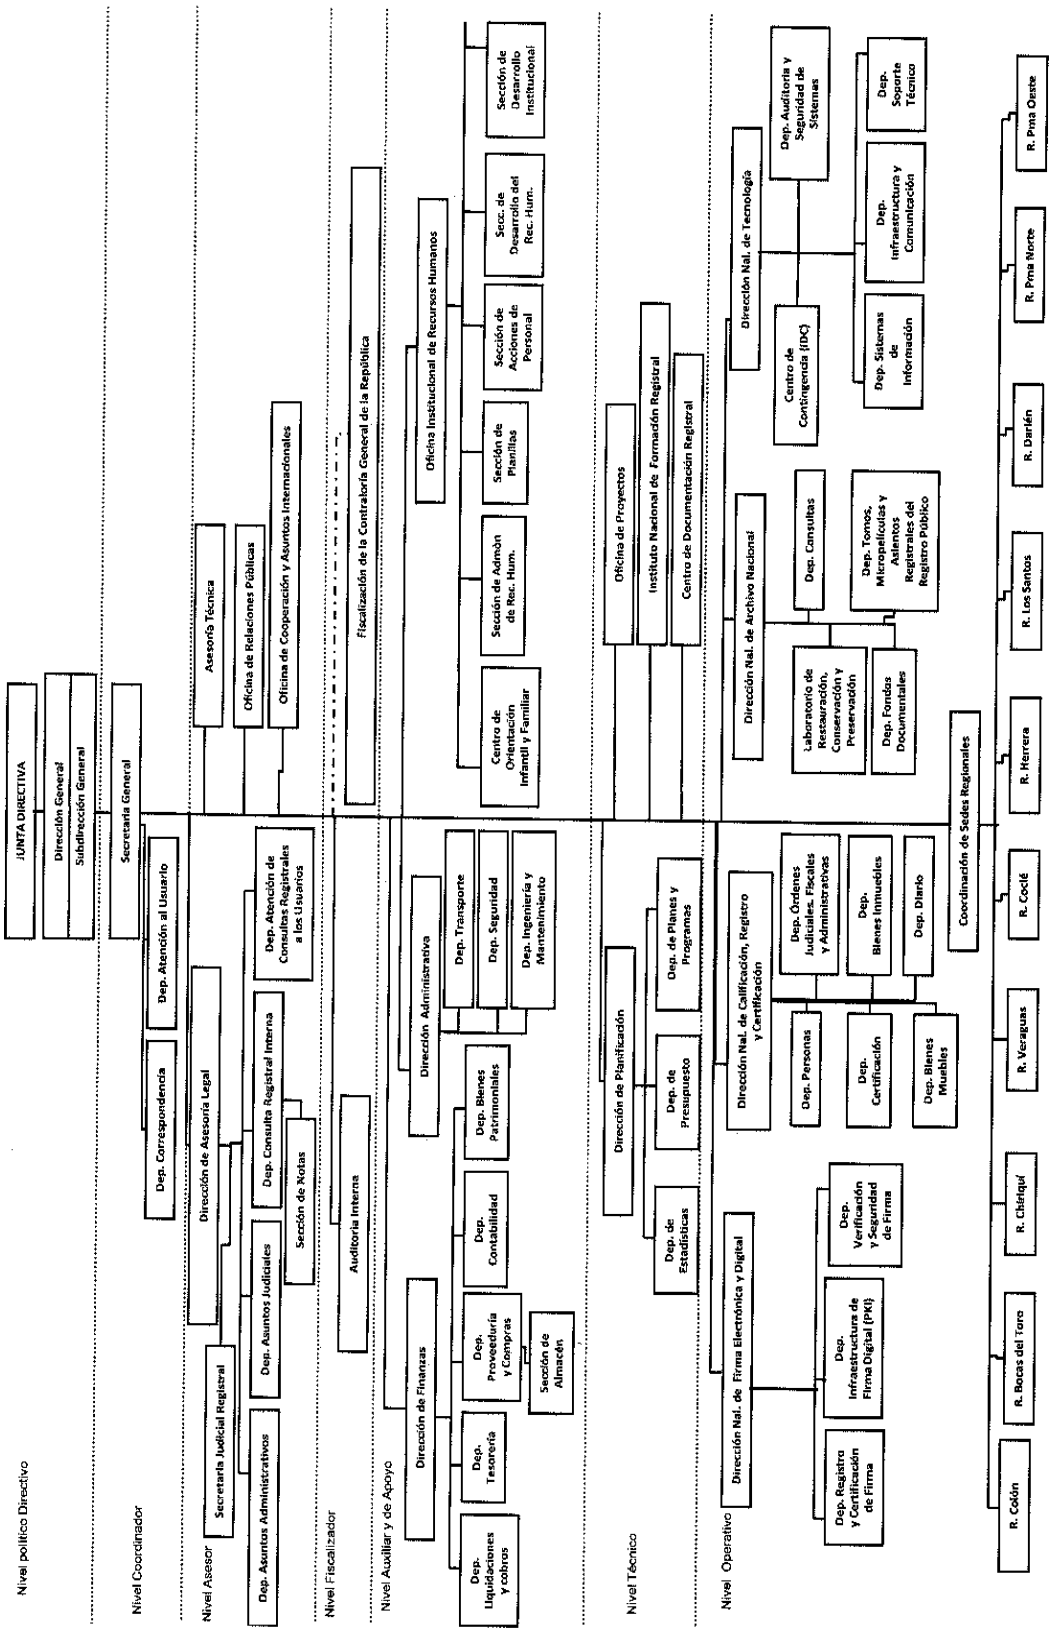 Nivel político Directivo
JUNTA DIRECTIVA
Dirección General
Subdirección General
Nivel Coordinador
Secretaria General
Dep. Correspondencia
Dep. Atención al Usuario
Nivel Asesor
Dirección de Asesoría Legal
Asesoría Técnica
Secretaria Judicial Registral
Oficina de Relaciones Públicas
Oficina de Cooperación y Asuntos Internacionales
Dep. Asuntos Administrativos
Dep. Asuntos Judiciales
Dep. Consulta Registral Interna
Dep. Atención de
Consultas Registrales
a los Usuarios
Sección de Notas
Nivel Fiscalizador
Auditoria Interna
Fiscalización de la Contraloría General de la República
Nivel Auxiliar y de Apoyo
Dirección de Finanzas
Dirección Administrativa
Oficina Institucional de Recursos Humanos
Dep.
Liquidaciones
y cobros
Dep.
Tesorería
Dep.
Proveeduría
y Compras
Dep.
Contabilidad
Dep. Bienes
Patrimoniales
Sección de
Almacén
Dep. Transporte
Dep. Seguridad
Dep. Ingeniería y
Mantenimiento
Centro de
Orientación
Infantil y Familiar
Sección de Admón
de Rec. Hum.
Sección de
Planillas
Sección de
Acciones de
Personal
Secc. de
Desarrollo del
Rec. Hum.
Sección de
Desarrollo
Institucional
Nivel Técnico
Dirección de Planificación
Oficina de Proyectos
Instituto Nacional de Formación Registral
Centro de Documentación Registral
Dep. de
Estadísticas
Dep. de
Presupuesto
Dep. de Planes y
Programas
Nivel Operativo
Dirección Nal. de Firma Electrónica y Digital
Dirección Nal. de Calificación, Registro
y Certificación
Dirección Nal. de Archivo Nacional
Dirección Nal. de Tecnología
Dep. Registro
y Certificación
de Firma
Dep.
Infraestructura de
Firma Digital (PKI)
Dep.
Verificación
y Seguridad
de Firma
Dep. Personas
Dep. Órdenes
Judiciales. Fiscales
y Administrativas
Dep.
Certificación
Dep.
Bienes Inmuebles
Dep. Bienes
Muebles
Dep. Diario
Laboratorio de
Restauración,
Conservación y
Preservación
Dep. Consultas
Dep. Fondos
Documentales
Dep. Tomos,
Micropelículas y
Asientos
Registrales del
Registro Público
Centro de
Contingencia (IDC)
Dep. Auditoria y
Seguridad de
Sistemas
Dep. Sistemas
de
Información
Dep.
Infraestructura y
Comunicación
Dep.
Soporte
Técnico
Coordinación de Sedes Regionales
R. Colón
R. Bocas del Toro
R. Chiriquí
R. Veraguas
R. Coclé
R. Herrera
R. Los Santos
R. Darién
R. Pma Norte
R. Pma Oeste